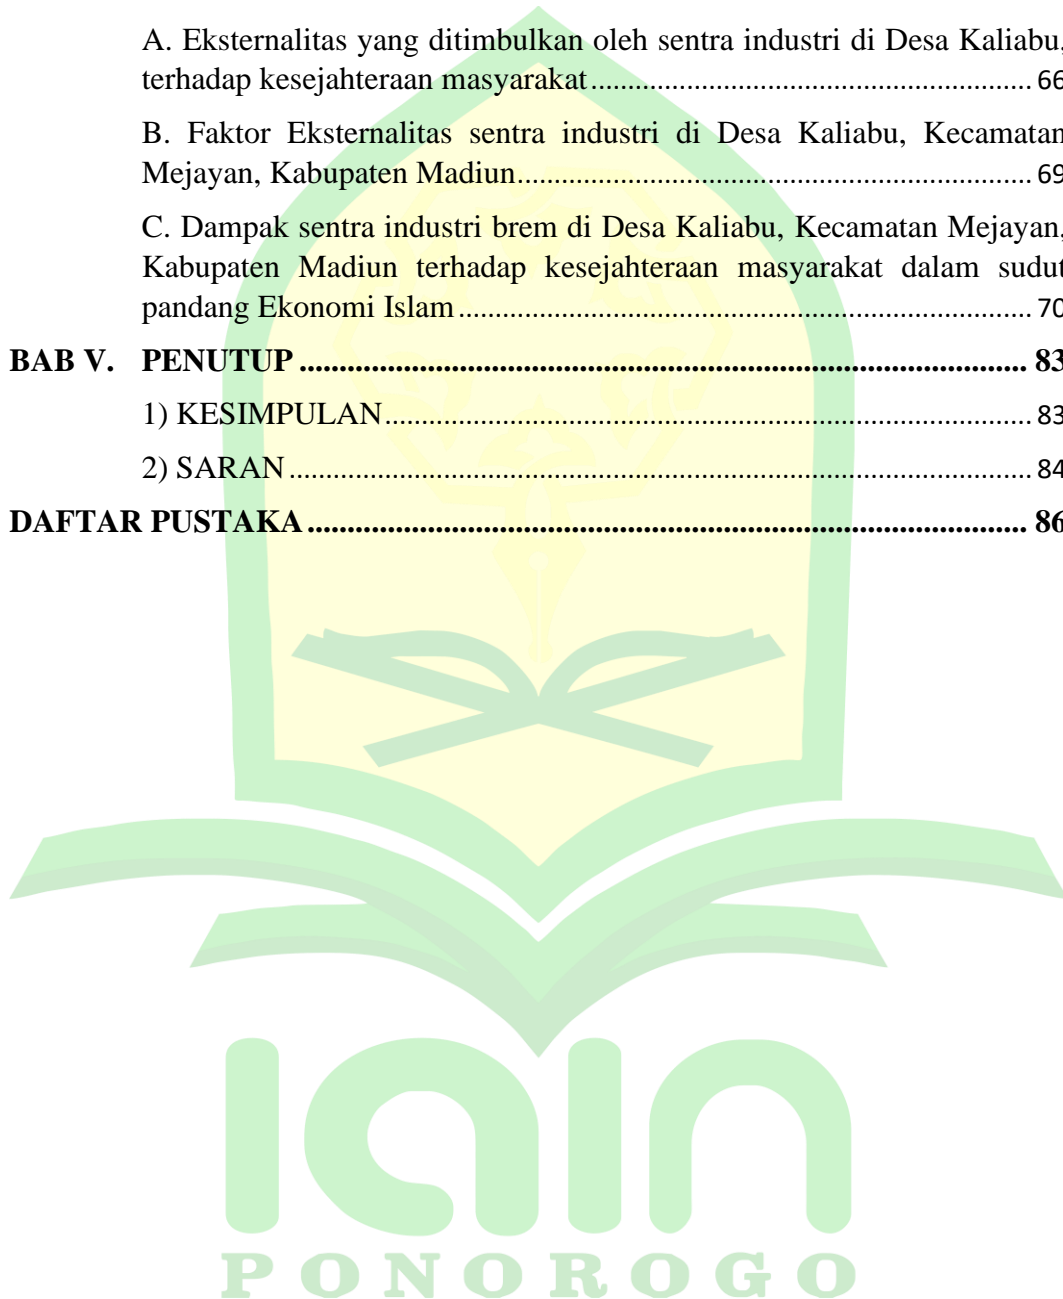 A. Eksternalitas yang ditimbulkan oleh sentra industri di Desa Kaliabu,
terhadap kesejahteraan masyarakat ........................................................ 66
B. Faktor Eksternalitas sentra industri di Desa Kaliabu, Kecamatan
Mejayan, Kabupaten Madiun................................................................. 69
C. Dampak sentra industri brem di Desa Kaliabu, Kecamatan Mejayan,
Kabupaten Madiun terhadap kesejahteraan masyarakat dalam sudut
pandang Ekonomi Islam ........................................................................ 70
BAB V. PENUTUP ............................................................................................ 83
1) KESIMPULAN................................................................................. 83
2) SARAN ............................................................................................. 84
DAFTAR PUSTAKA ........................................................................................... 86
IAIN
PONOROGO